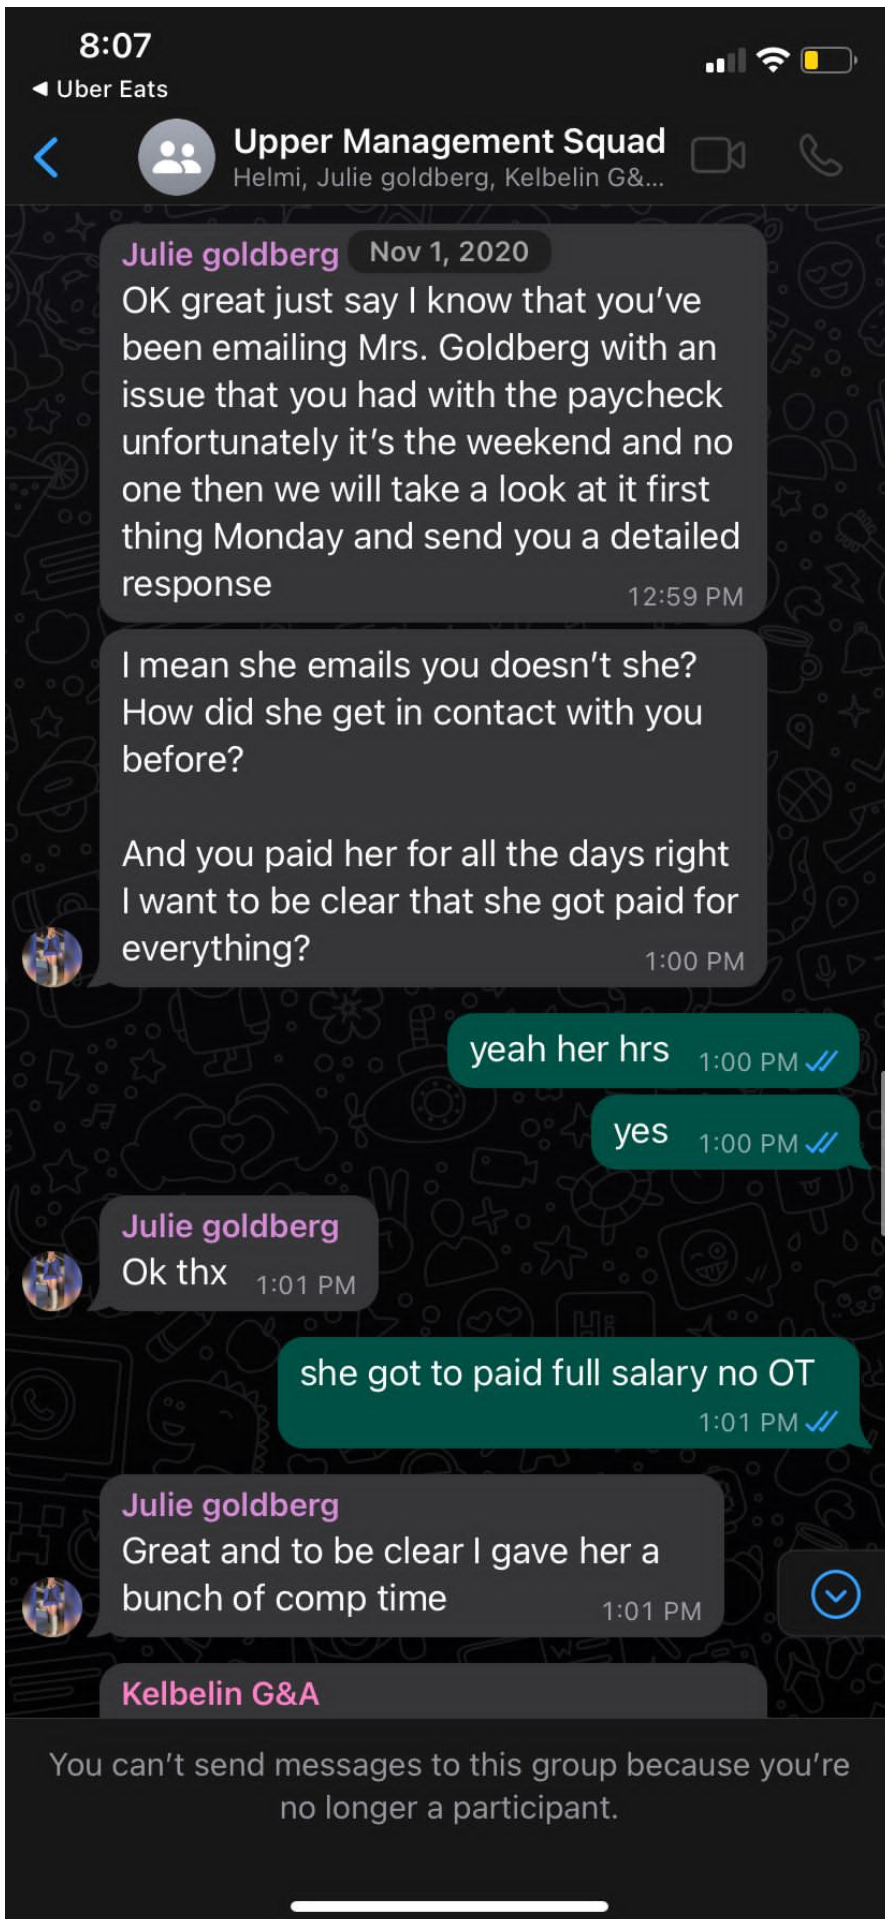 8:07
◀ Uber Eats
Upper Management Squad
Helmi, Julie goldberg, Kelbelin G&...
Julie goldberg
Nov 1, 2020
OK great just say I know that you've
been emailing Mrs. Goldberg with an
issue that you had with the paycheck
unfortunately it's the weekend and no
one then we will take a look at it first
thing Monday and send you a detailed
response
12:59 PM
I mean she emails you doesn't she?
How did she get in contact with you
before?
And you paid her for all the days right
I want to be clear that she got paid for
everything?
1:00 PM
yeah her hrs 1:00 PM
yes 1:00 PM
Julie goldberg
Ok thx 1:01 PM
she got to paid full salary no OT
1:01 PM
Julie goldberg
Great and to be clear I gave her a
bunch of comp time
1:01 PM
Kelbelin G&A
You can't send messages to this group because you're
no longer a participant.